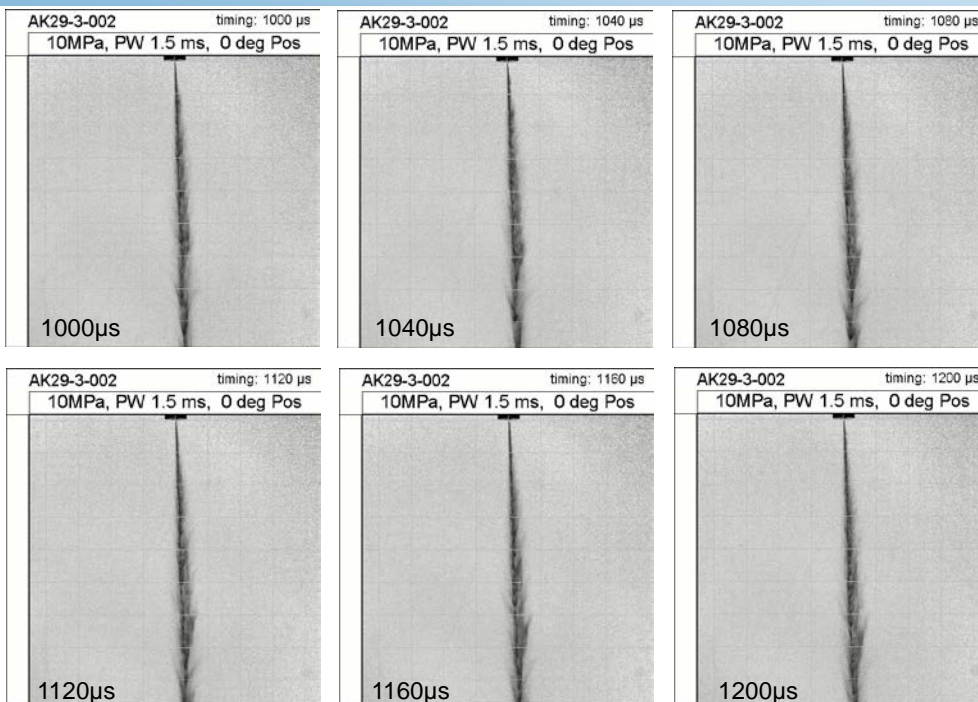 AK29-3-002 timing: 1000 µs
10MPa, PW 1.5 ms, 0 deg Pos
1000µs
AK29-3-002 timing: 1040 µs
10MPa, PW 1.5 ms, 0 deg Pos
1040µs
AK29-3-002 timing: 1080 µs
10MPa, PW 1.5 ms, 0 deg Pos
1080µs
AK29-3-002 timing: 1120 µs
10MPa, PW 1.5 ms, 0 deg Pos
1120µs
AK29-3-002 timing: 1160 µs
10MPa, PW 1.5 ms, 0 deg Pos
1160µs
AK29-3-002 timing: 1200 µs
10MPa, PW 1.5 ms, 0 deg Pos
1200µs